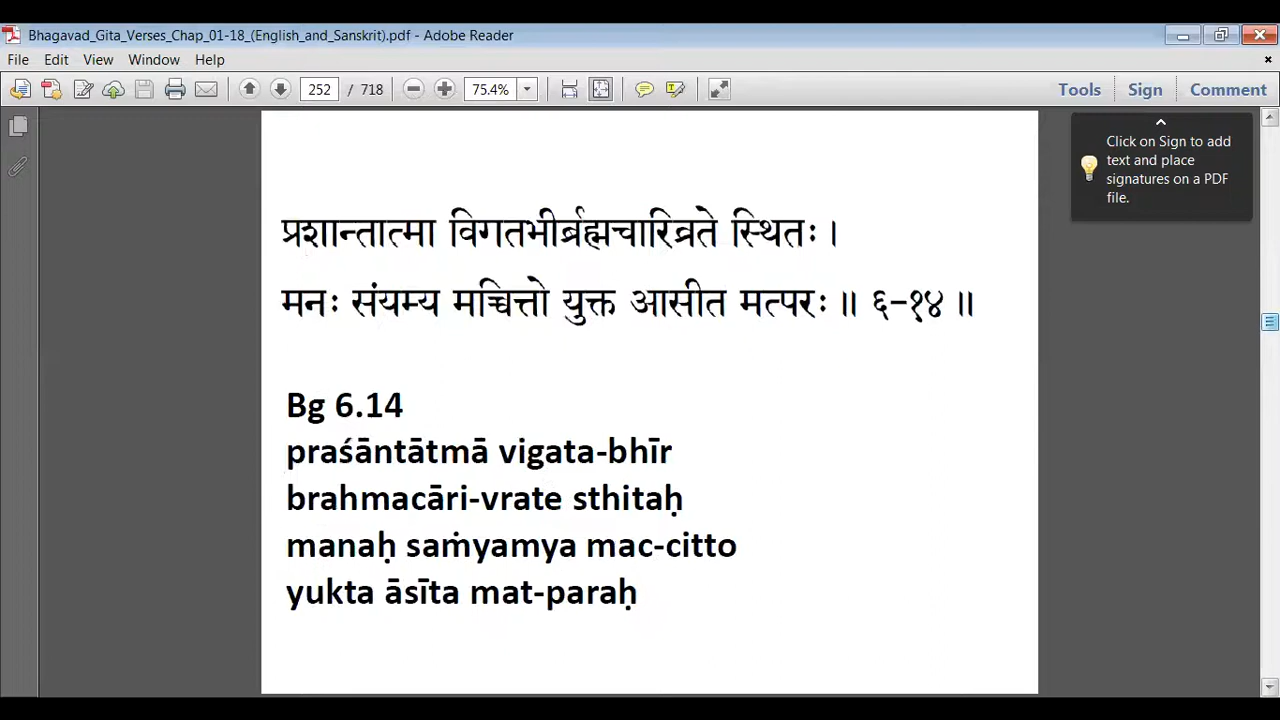 Bhagavad_Gita_Verses_Chap_01-18_(English_and_Sanskrit).pdf - Adobe Reader
File Edit View Window Help
252 / 718 75.4% Tools Sign Comment
Click on Sign to add
text and place
signatures on a PDF
file.
प्रशान्तात्मा विगतभीर्ब्रह्मचारिव्रते स्थितः ।
मनः संयम्य मच्चित्तो युक्त आसीत मत्परः ॥ ६-१४ ॥
Bg 6.14
praśāntātmā vigata-bhīr
brahmacāri-vrate sthitaḥ
manaḥ saṁyamya mac-citto
yukta āsīta mat-paraḥ